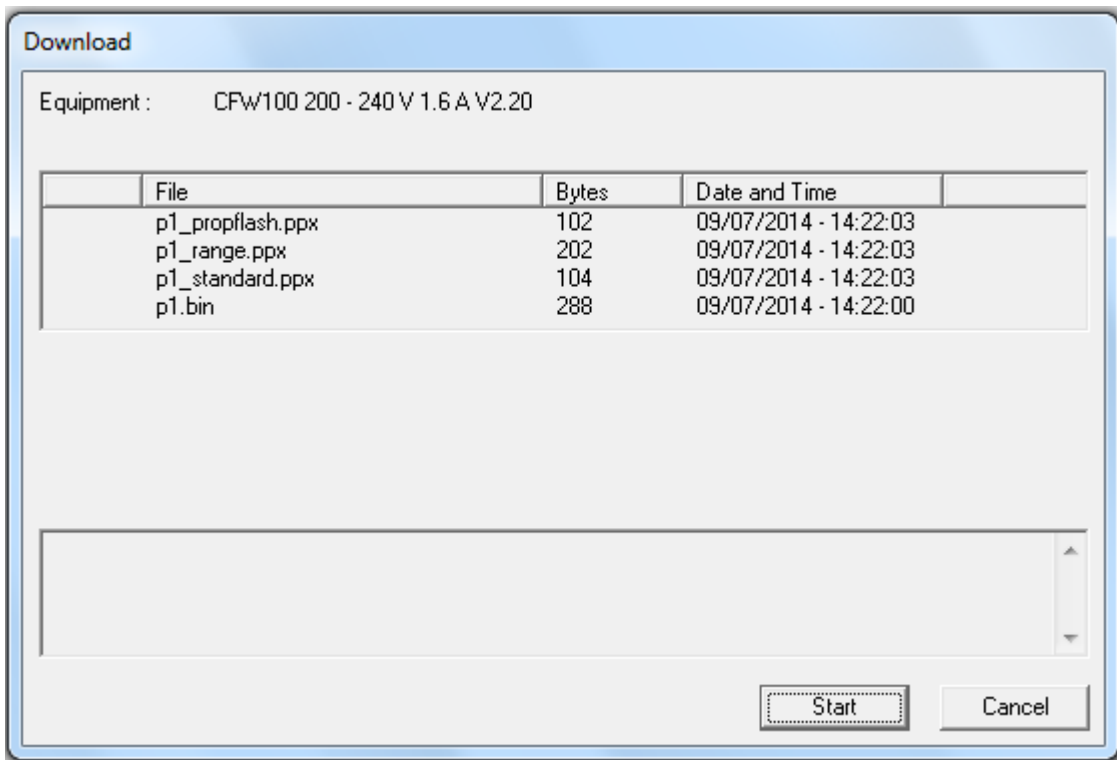 Download
Equipment : CFW100 200 - 240 V 1.6 A V2.20
File Bytes Date and Time
p1_propflash.ppx 102 09/07/2014 - 14:22:03
p1_range.ppx 202 09/07/2014 - 14:22:03
p1_standard.ppx 104 09/07/2014 - 14:22:03
p1.bin 288 09/07/2014 - 14:22:00
Start Cancel